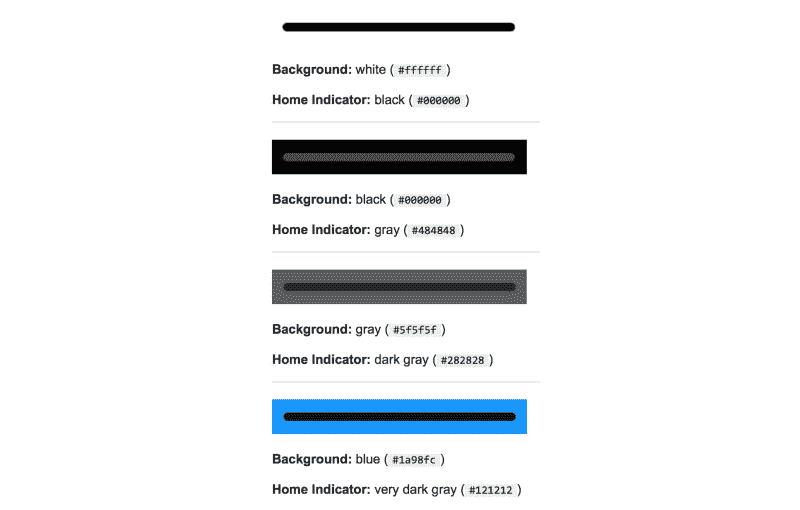 Background: white ( #ffffff )
Home Indicator: black ( #000000 )
Background: black ( #000000 )
Home Indicator: gray ( #484848 )
Background: gray ( #5f5f5f )
Home Indicator: dark gray ( #282828 )
Background: blue ( #1a98fc )
Home Indicator: very dark gray ( #121212 )